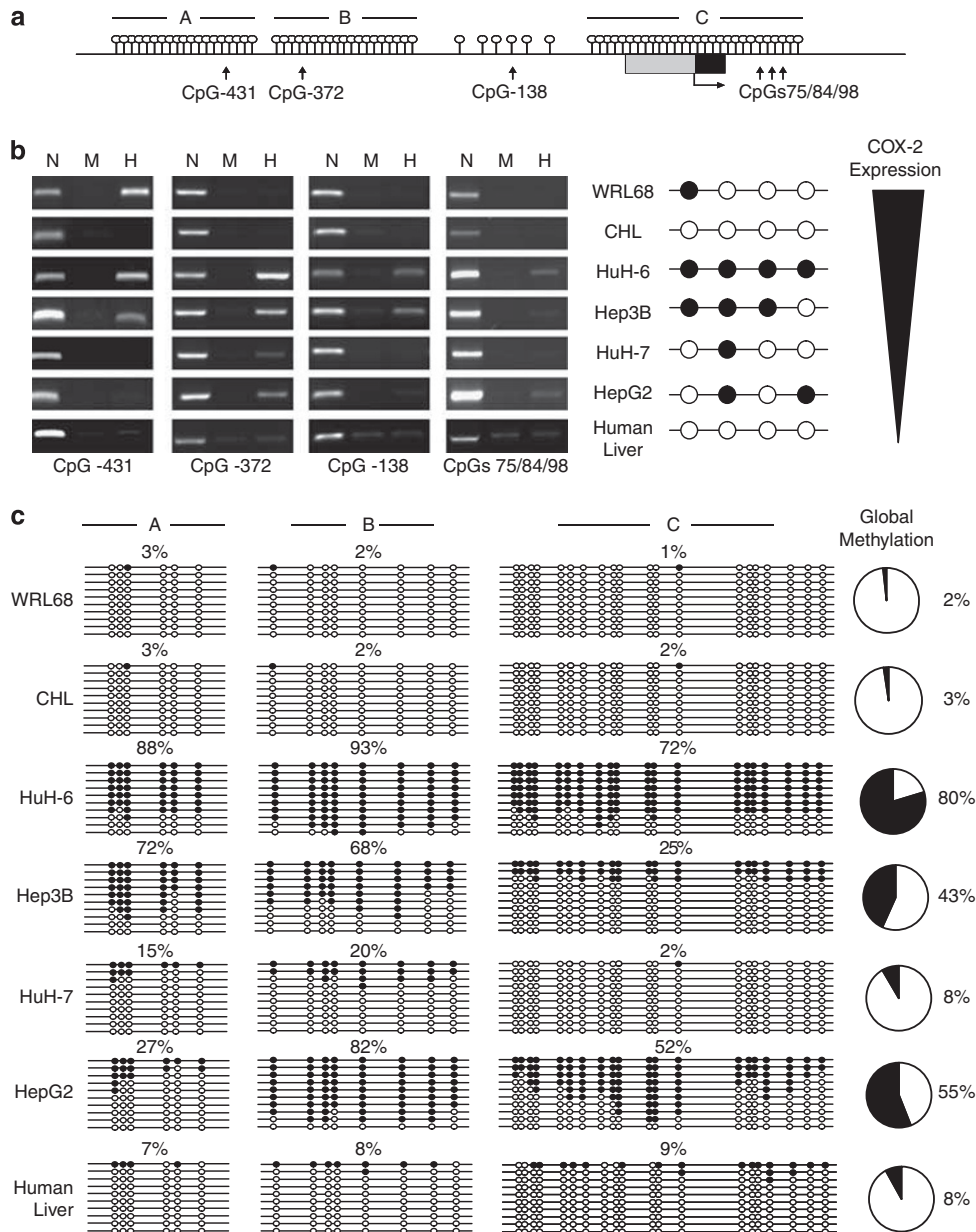 a
A B C
CpG-431 CpG-372 CpG-138 CpGs75/84/98
b
N M H N M H N M H N M H
COX-2
Expression
WRL68
CHL
HuH-6
Hep3B
HuH-7
HepG2
Human
Liver
CpG -431 CpG -372 CpG -138 CpGs 75/84/98
c
A B C
Global
Methylation
3% 2% 1%
WRL68 2%
3% 2% 2%
CHL 3%
88% 93% 72%
HuH-6 80%
72% 68% 25%
Hep3B 43%
15% 20% 2%
HuH-7 8%
27% 82% 52%
HepG2 55%
7% 8% 9%
Human
Liver 8%